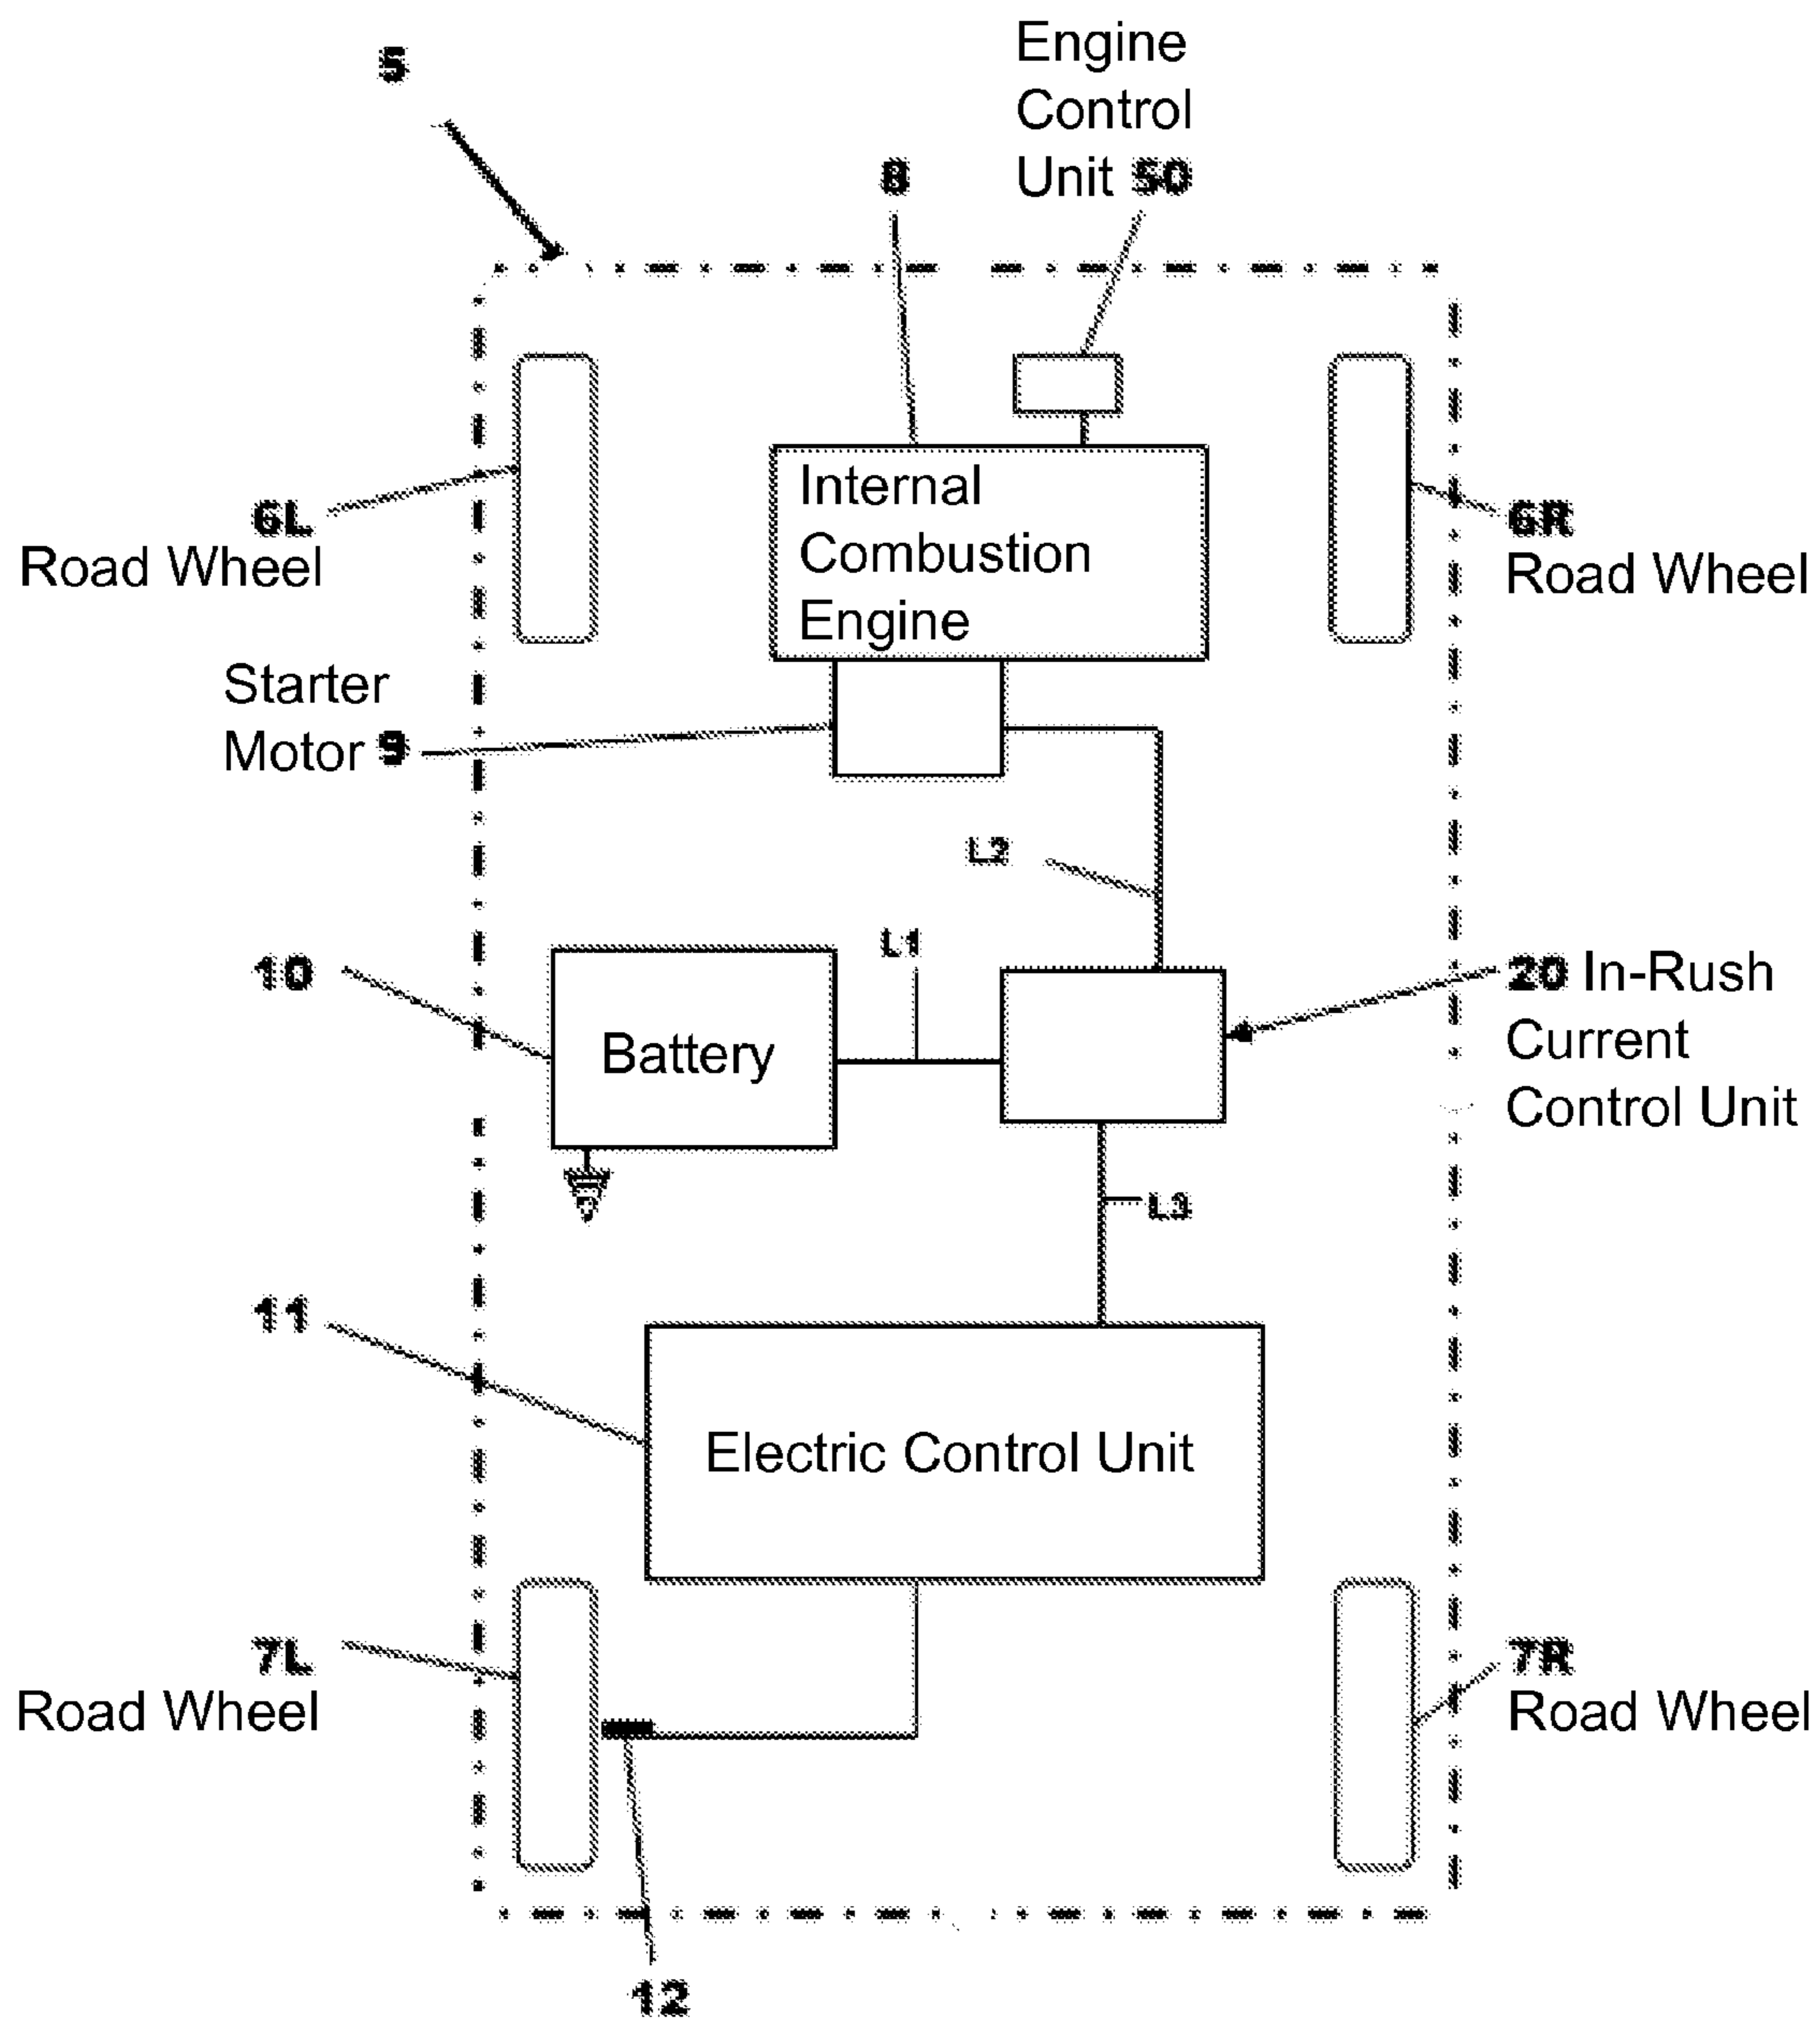 5
Engine
Control
Unit 50
8
Internal
Combustion
Engine
6L
Road Wheel
6R
Road Wheel
Starter
Motor 9
L2
L1
10
Battery
20 In-Rush
Current
Control Unit
L3
11
Electric Control Unit
7L
Road Wheel
7R
Road Wheel
12